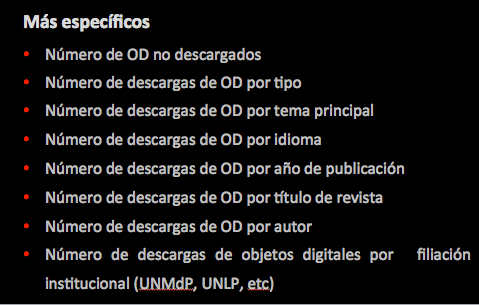 Más específicos
• Número de OD no descargados
• Número de descargas de OD por tipo
• Número de descargas de OD por tema principal
• Número de descargas de OD por idioma
• Número de descargas de OD por año de publicación
• Número de descargas de OD por título de revista
• Número de descargas de OD por autor
• Número de descargas de objetos digitales por filiación
institucional (UNMdP, UNLP, etc)